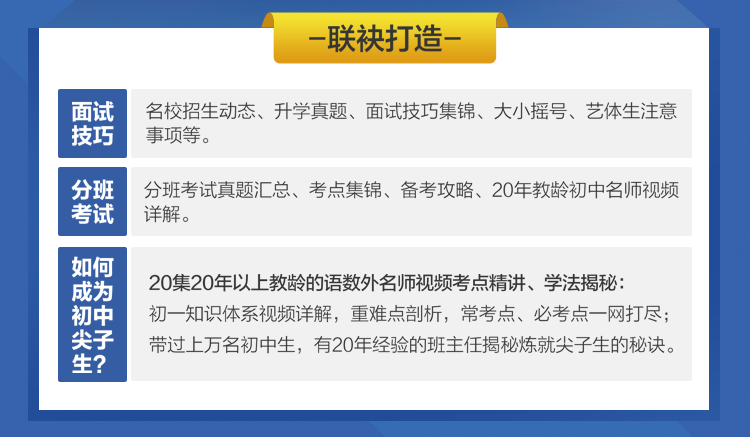 –联袂打造–
面试
技巧
名校招生动态、升学真题、面试技巧集锦、大小摇号、艺体生注意
事项等。
分班
考试
分班考试真题汇总、考点集锦、备考攻略、20年教龄初中名师视频
详解。
如何
成为
初中
尖子
生？
20集20年以上教龄的语数外名师视频考点精讲、学法揭秘：
初一知识体系视频详解，重难点剖析，常考点、必考点一网打尽；
带过上万名初中生，有20年经验的班主任揭秘炼就尖子生的秘诀。